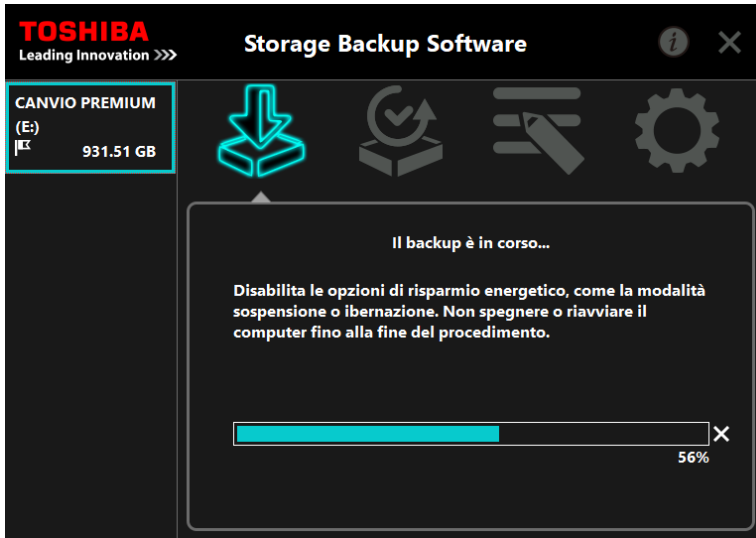 TOSHIBA
Leading Innovation >>>
Storage Backup Software
i
CANVIO PREMIUM
(E:)
931.51 GB
Il backup è in corso...
Disabilita le opzioni di risparmio energetico, come la modalità
sospensione o ibernazione. Non spegnere o riavviare il
computer fino alla fine del procedimento.
56%